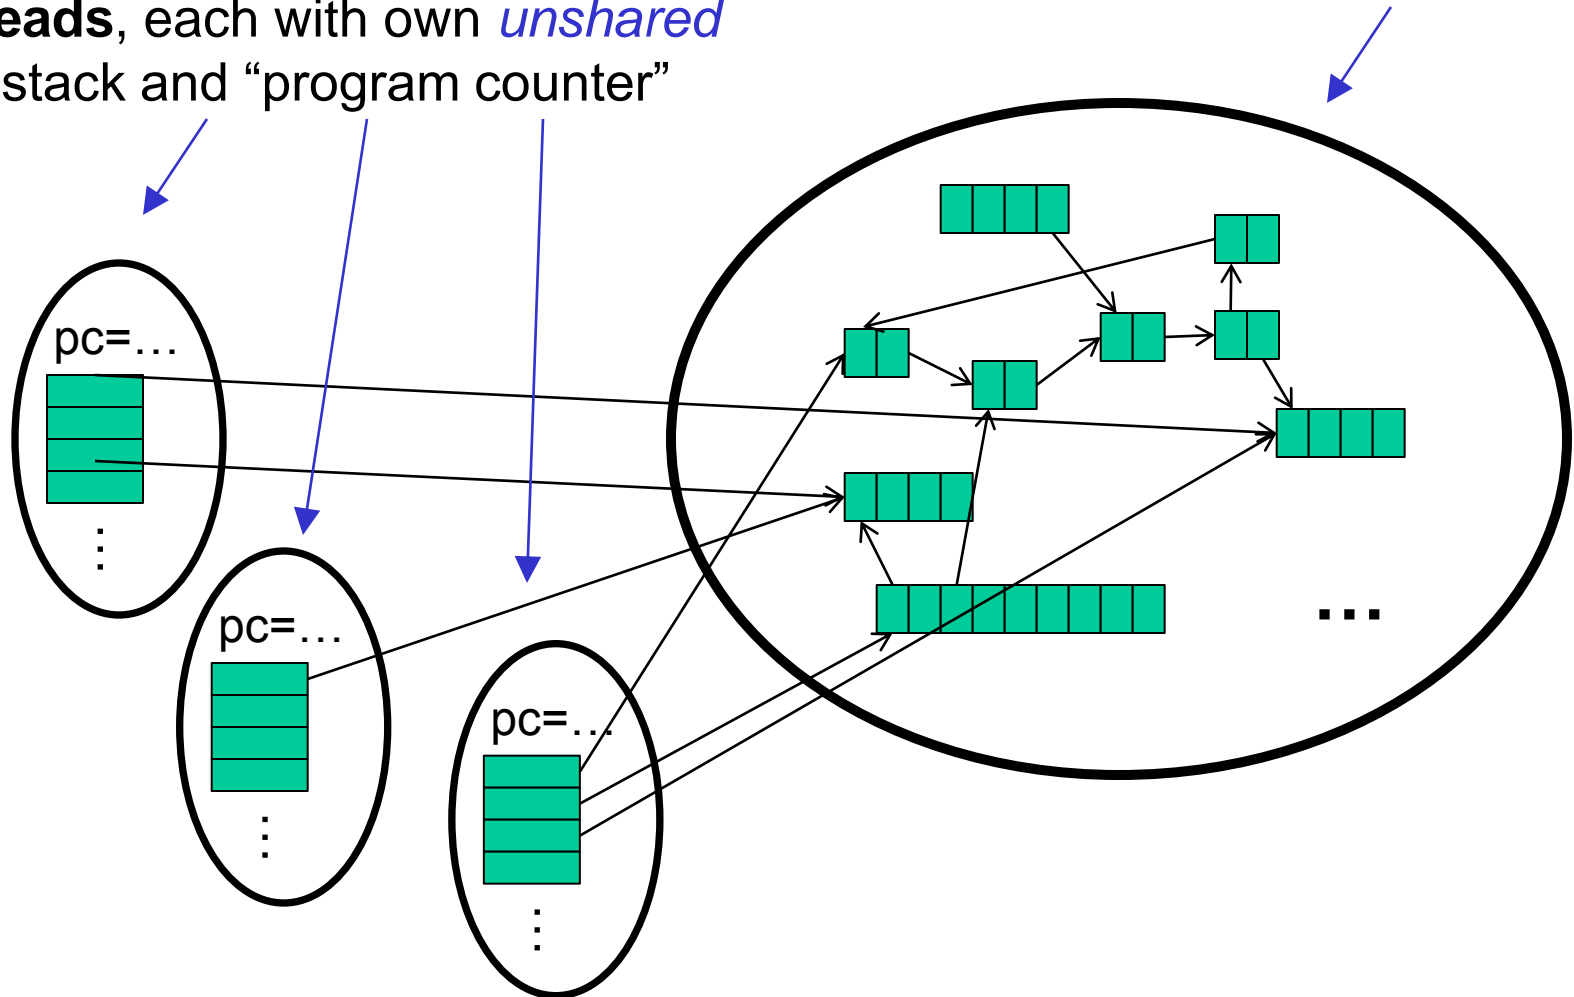 eads, each with own unshared
stack and “program counter”
pc=…
⋮
pc=…
⋮
pc=…
⋮
…